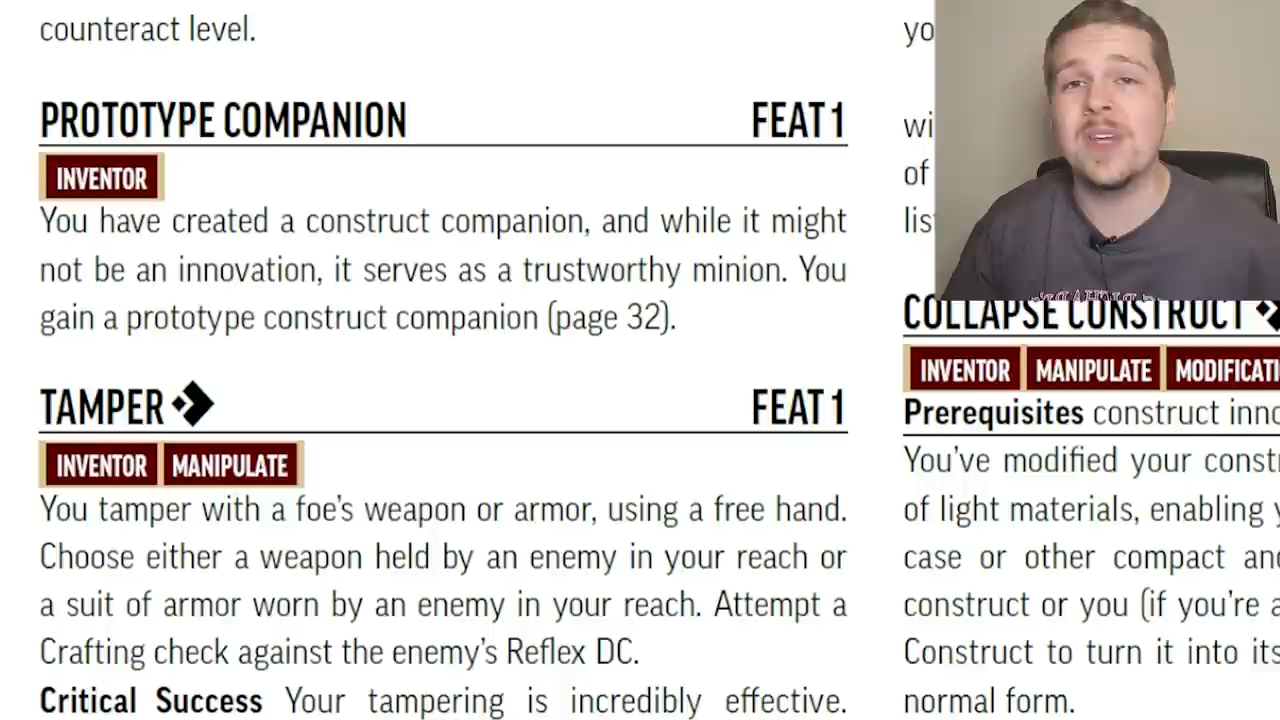 counteract level.
PROTOTYPE COMPANION FEAT 1
INVENTOR
You have created a construct companion, and while it might
not be an innovation, it serves as a trustworthy minion. You
gain a prototype construct companion (page 32).
TAMPER FEAT 1
INVENTOR MANIPULATE
You tamper with a foe's weapon or armor, using a free hand.
Choose either a weapon held by an enemy in your reach or
a suit of armor worn by an enemy in your reach. Attempt a
Crafting check against the enemy's Reflex DC.
Critical Success Your tampering is incredibly effective.
yo
wi
of
lis
COLLAPSE CONSTRUCT
INVENTOR MANIPULATE MODIFICATI
Prerequisites construct inno
You've modified your constr
of light materials, enabling y
case or other compact and
construct or you (if you're a
Construct to turn it into its
normal form.